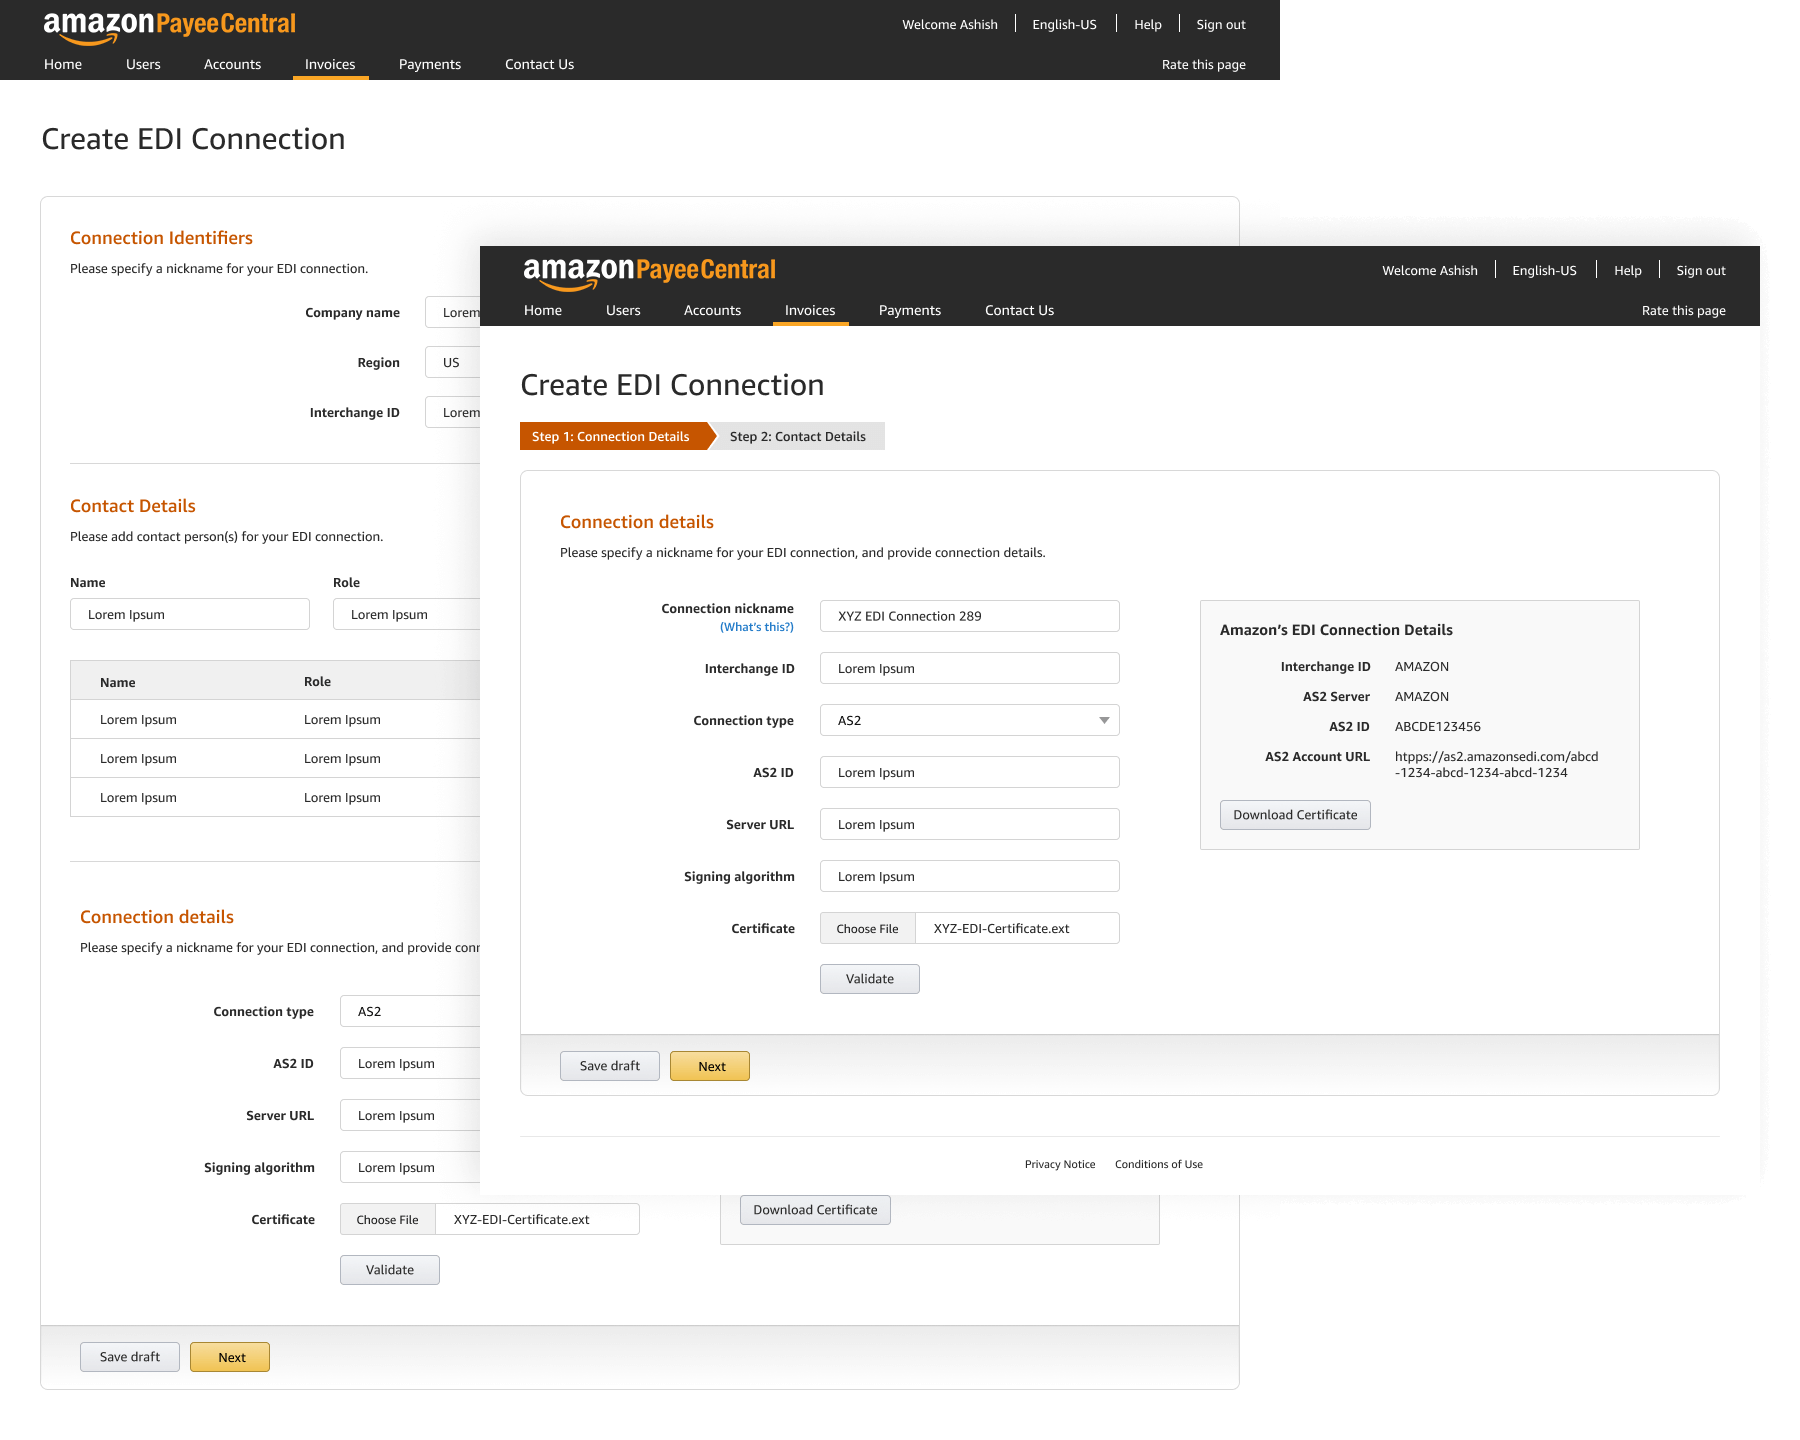 amazonPayeeCentral
Welcome Ashish English-US Help Sign out
Home Users Accounts Invoices Payments Contact Us Rate this page
Create EDI Connection
Connection Identifiers
Please specify a nickname for your EDI connection.
Company name Lorem
Region US
Interchange ID Lorem
Contact Details
Please add contact person(s) for your EDI connection.
Name Role
Lorem Ipsum Lorem Ipsum
Name Role
Lorem Ipsum Lorem Ipsum
Lorem Ipsum Lorem Ipsum
Lorem Ipsum Lorem Ipsum
Connection details
Please specify a nickname for your EDI connection, and provide
Connection type AS2
AS2 ID Lorem Ipsum
Server URL Lorem Ipsum
Signing algorithm Lorem Ipsum
Certificate Choose File XYZ-EDI-Certificate.ext
Validate
Download Certificate
Save draft Next
amazonPayeeCentral
Welcome Ashish English-US Help Sign out
Home Users Accounts Invoices Payments Contact Us Rate this page
Create EDI Connection
Step 1: Connection Details Step 2: Contact Details
Connection details
Please specify a nickname for your EDI connection, and provide connection details.
Connection nickname XYZ EDI Connection 289
(What's this?)
Interchange ID Lorem Ipsum
Connection type AS2
AS2 ID Lorem Ipsum
Server URL Lorem Ipsum
Signing algorithm Lorem Ipsum
Certificate Choose File XYZ-EDI-Certificate.ext
Validate
Amazon's EDI Connection Details
Interchange ID AMAZON
AS2 Server AMAZON
AS2 ID ABCDE123456
AS2 Account URL htpps://as2.amazonsedi.com/abcd
-1234-abcd-1234-abcd-1234
Download Certificate
Save draft Next
Privacy Notice Conditions of Use